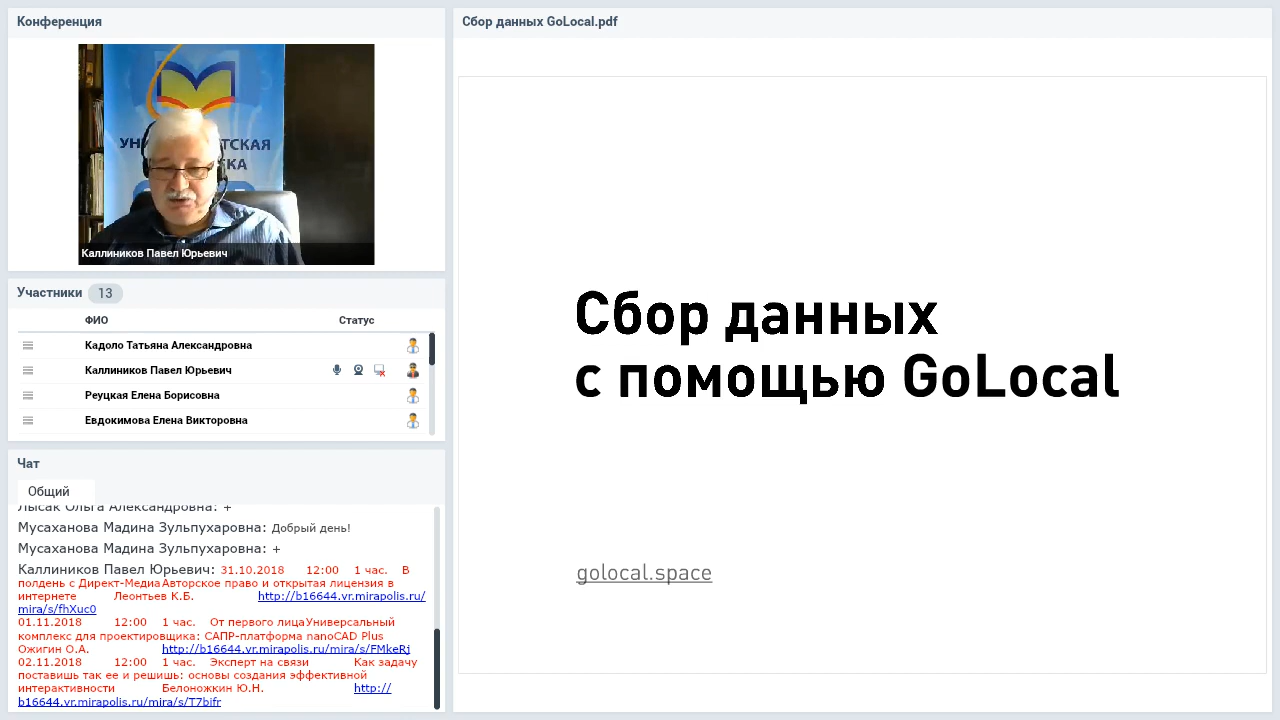 Конференция
УНИ ТСКАЯ
КА
Каллиников Павел Юрьевич
Участники 13
ФИО Статус
Кадоло Татьяна Александровна
Каллиников Павел Юрьевич
Реуцкая Елена Борисовна
Евдокимова Елена Викторовна
Чат
Общий
Лысак Ольга Александровна: +
Мусаханова Мадина Зульпухаровна: Добрый день!
Мусаханова Мадина Зульпухаровна: +
Каллиников Павел Юрьевич: 31.10.2018 12:00 1 час. В
полдень с Директ-Медиа Авторское право и открытая лицензия в
интернете Леонтьев К.Б. http://b16644.vr.mirapolis.ru/
mira/s/fhXuc0
01.11.2018 12:00 1 час. От первого лица Универсальный
комплекс для проектировщика: САПР-платформа nanoCAD Plus
Ожигин О.А. http://b16644.vr.mirapolis.ru/mira/s/FMkeRj
02.11.2018 12:00 1 час. Эксперт на связи Как задачу
поставишь так ее и решишь: основы создания эффективной
интерактивности Белоножкин Ю.Н. http://
b16644.vr.mirapolis.ru/mira/s/T7bifr
Сбор данных GoLocal.pdf
Сбор данных
с помощью GoLocal
golocal.space